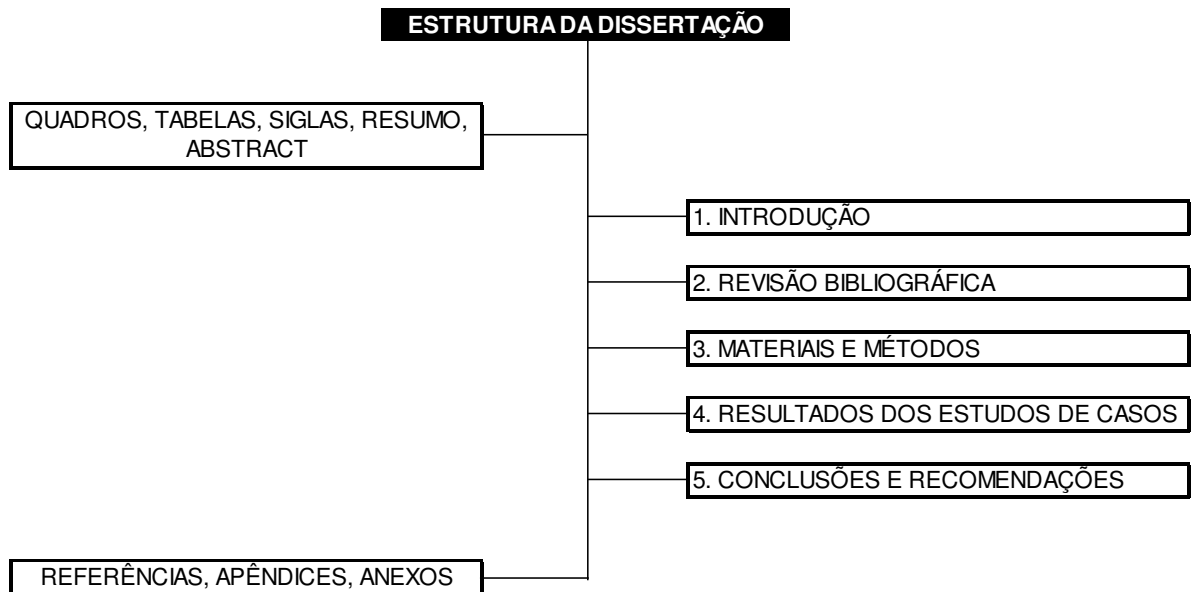 ESTRUTURA DA DISSERTAÇÃO
QUADROS, TABELAS, SIGLAS, RESUMO,
ABSTRACT
1. INTRODUÇÃO
2. REVISÃO BIBLIOGRÁFICA
3. MATERIAIS E MÉTODOS
4. RESULTADOS DOS ESTUDOS DE CASOS
5. CONCLUSÕES E RECOMENDAÇÕES
REFERÊNCIAS, APÊNDICES, ANEXOS